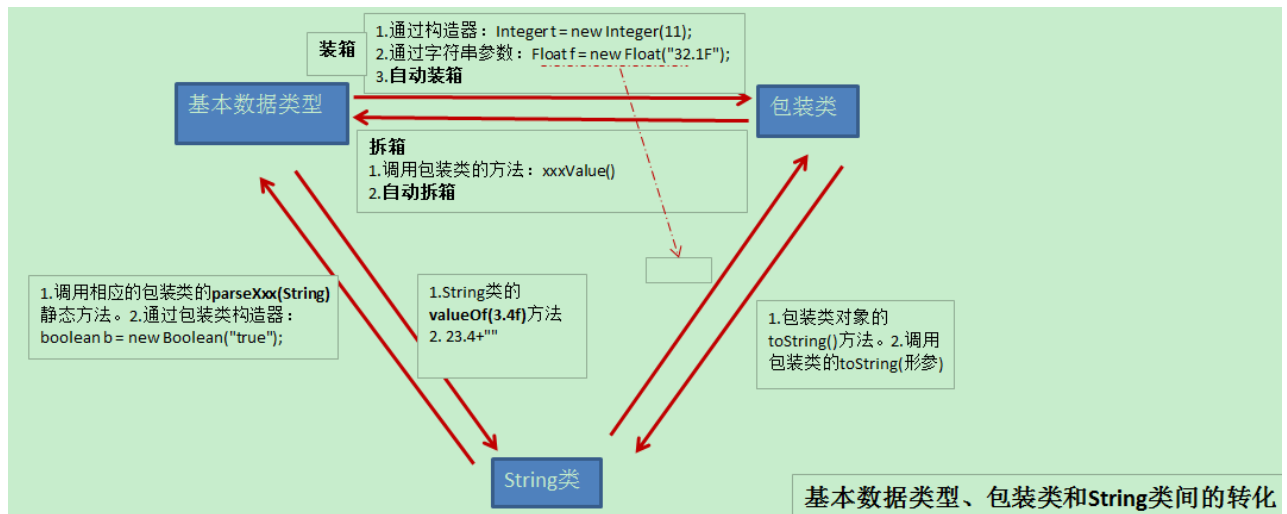 装箱
1.通过构造器：Integer t = new Integer(11);
2.通过字符串参数：Float f = new Float("32.1F");
3.自动装箱
基本数据类型
包装类
拆箱
1.调用包装类的方法：xxxValue()
2.自动拆箱
1.调用相应的包装类的parseXxx(String)
静态方法。2.通过包装类构造器：
boolean b = new Boolean("true");
1.String类的
valueOf(3.4f)方法
2. 23.4+""
1.包装类对象的
toString()方法。2.调用
包装类的toString(形参)
String类
基本数据类型、包装类和String类间的转化